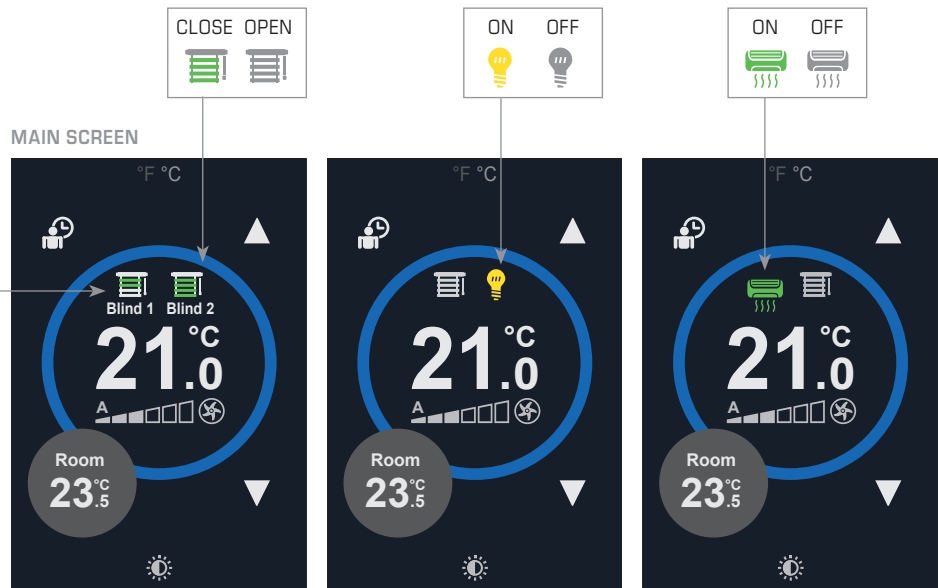 CLOSE OPEN
ON OFF
ON OFF
MAIN SCREEN
°F °C
Blind 1 Blind 2
21.0 °C
A
Room
23.5 °C
°F °C
21.0 °C
A
Room
23.5 °C
°F °C
21.0 °C
A
Room
23.5 °C